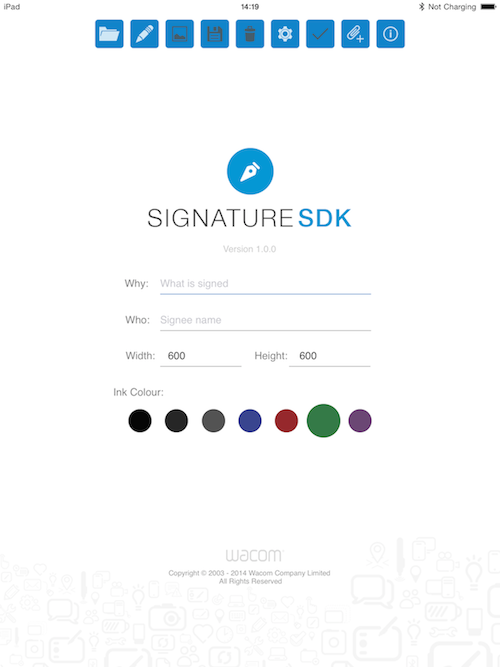 iPad 14:19 Not Charging
SIGNATURE SDK
Version 1.0.0
Why: What is signed
Who: Signee name
Width: 600 Height: 600
Ink Colour:
wacom
Copyright © 2003 - 2014 Wacom Company Limited
All Rights Reserved